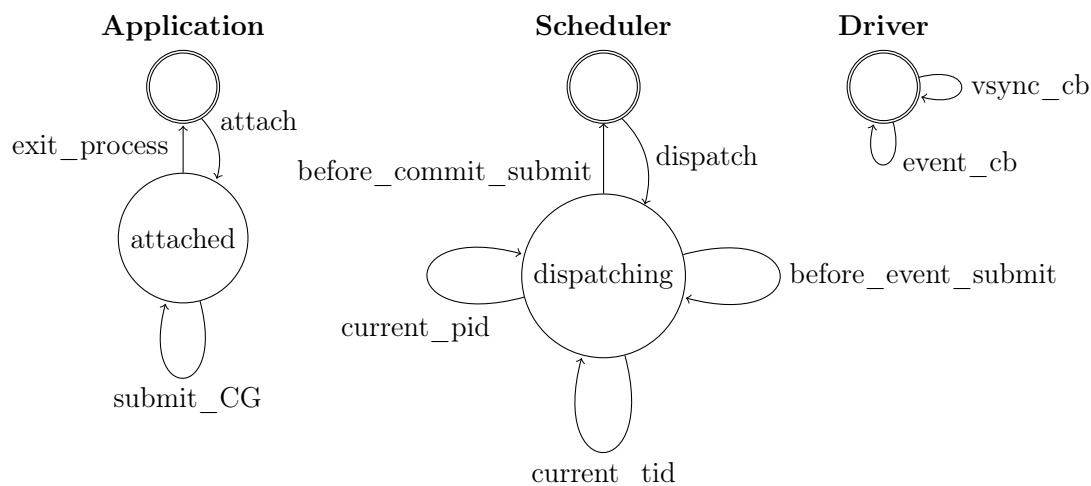 Application
Scheduler
Driver
attach
exit_process
attached
submit_CG
dispatch
before_commit_submit
dispatching
current_pid
before_event_submit
current_tid
vsync_cb
event_cb